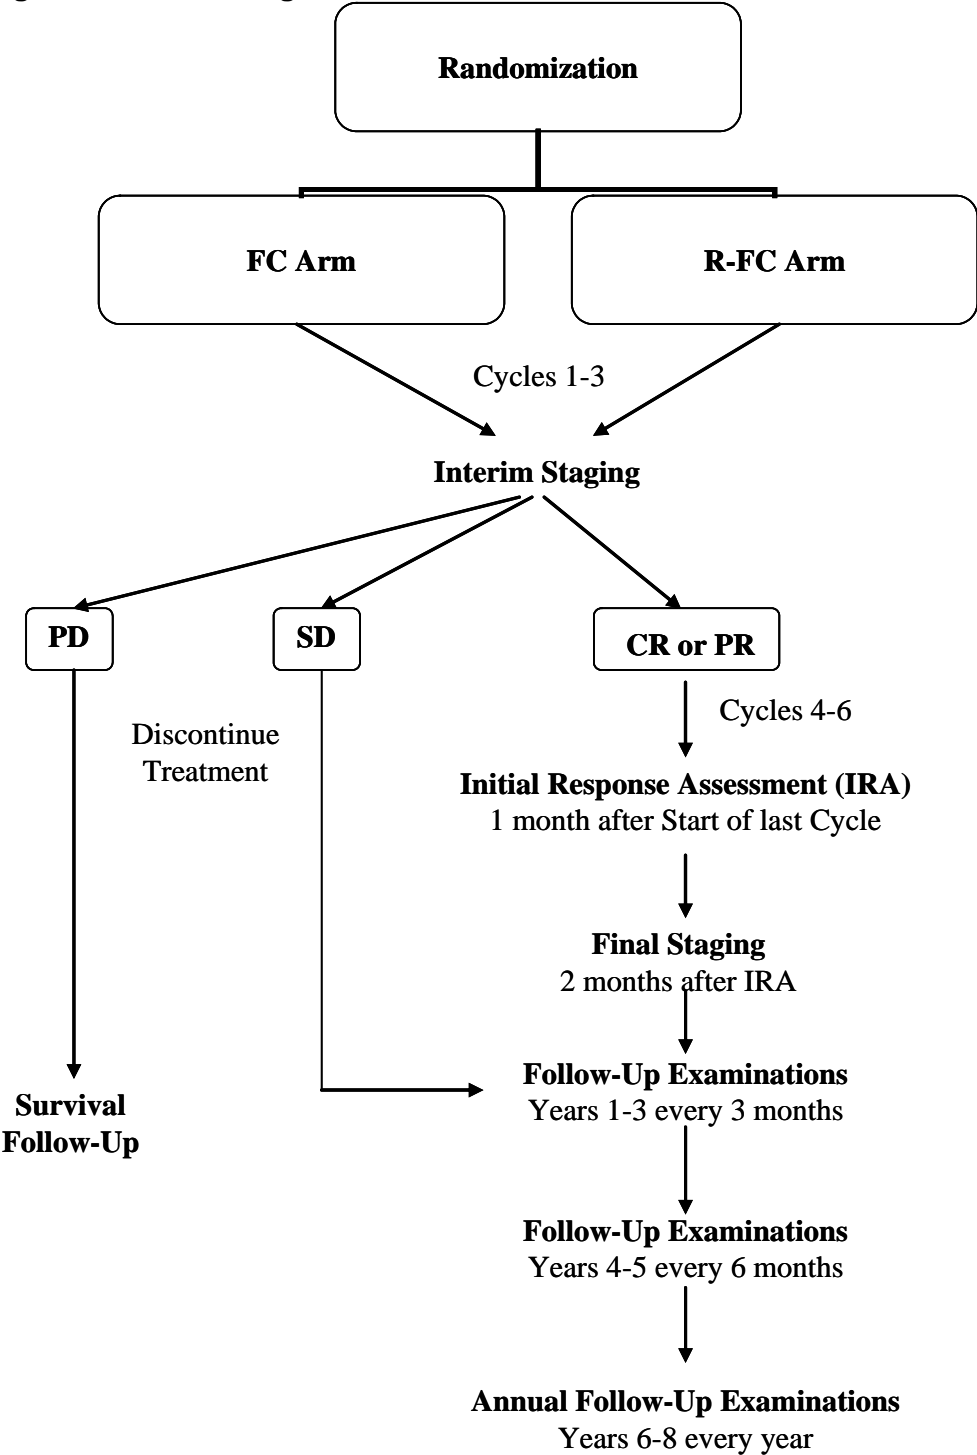 Randomization
FC Arm
R-FC Arm
Cycles 1-3
Interim Staging
PD
SD
CR or PR
Discontinue
Treatment
Cycles 4-6
Initial Response Assessment (IRA)
1 month after Start of last Cycle
Final Staging
2 months after IRA
Follow-Up Examinations
Years 1-3 every 3 months
Survival
Follow-Up
Follow-Up Examinations
Years 4-5 every 6 months
Annual Follow-Up Examinations
Years 6-8 every year